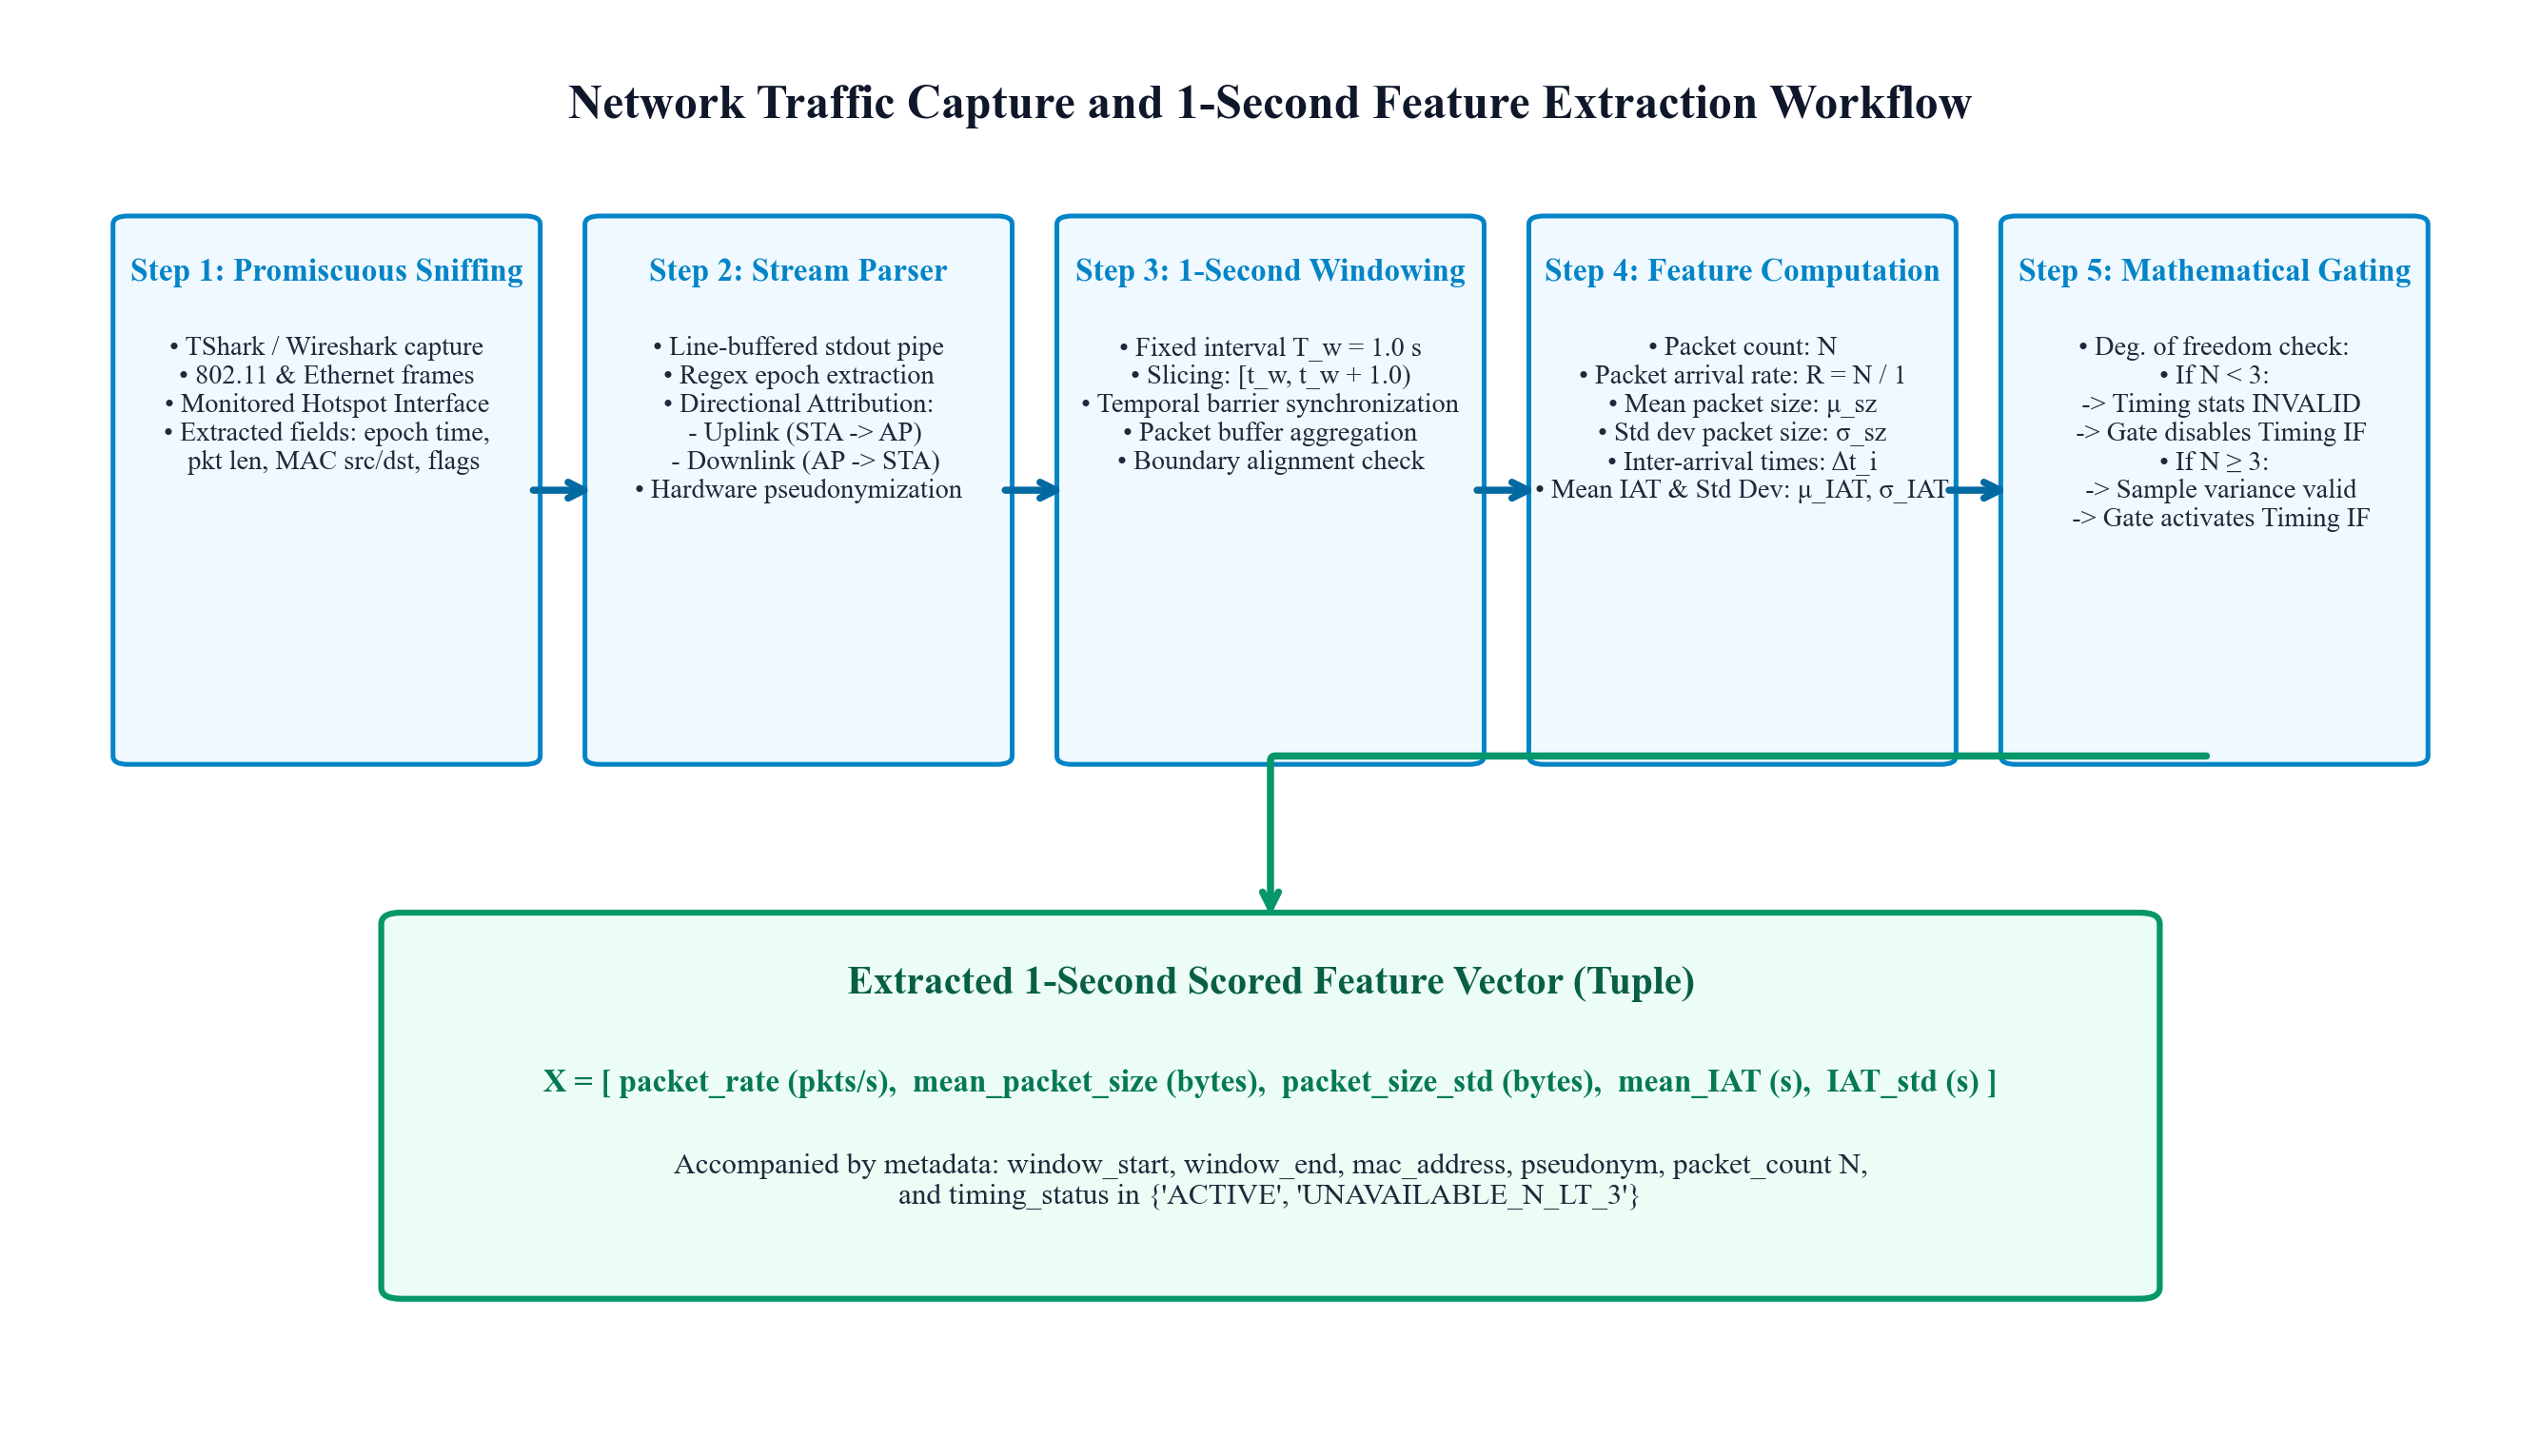 Network Traffic Capture and 1-Second Feature Extraction Workflow
Step 1: Promiscuous Sniffing
• TShark / Wireshark capture
• 802.11 & Ethernet frames
• Monitored Hotspot Interface
• Extracted fields: epoch time,
pkt len, MAC src/dst, flags
Step 2: Stream Parser
• Line-buffered stdout pipe
• Regex epoch extraction
• Directional Attribution:
- Uplink (STA -> AP)
- Downlink (AP -> STA)
• Hardware pseudonymization
Step 3: 1-Second Windowing
• Fixed interval T_w = 1.0 s
• Slicing: [t_w, t_w + 1.0)
• Temporal barrier synchronization
• Packet buffer aggregation
• Boundary alignment check
Step 4: Feature Computation
• Packet count: N
• Packet arrival rate: R = N / 1
• Mean packet size: μ_sz
• Std dev packet size: σ_sz
• Inter-arrival times: Δt_i
• Mean IAT & Std Dev: μ_IAT, σ_IAT
Step 5: Mathematical Gating
• Deg. of freedom check:
• If N < 3:
-> Timing stats INVALID
-> Gate disables Timing IF
• If N ≥ 3:
-> Sample variance valid
-> Gate activates Timing IF
Extracted 1-Second Scored Feature Vector (Tuple)
X = [ packet_rate (pkts/s), mean_packet_size (bytes), packet_size_std (bytes), mean_IAT (s), IAT_std (s) ]
Accompanied by metadata: window_start, window_end, mac_address, pseudonym, packet_count N,
and timing_status in {'ACTIVE', 'UNAVAILABLE_N_LT_3'}